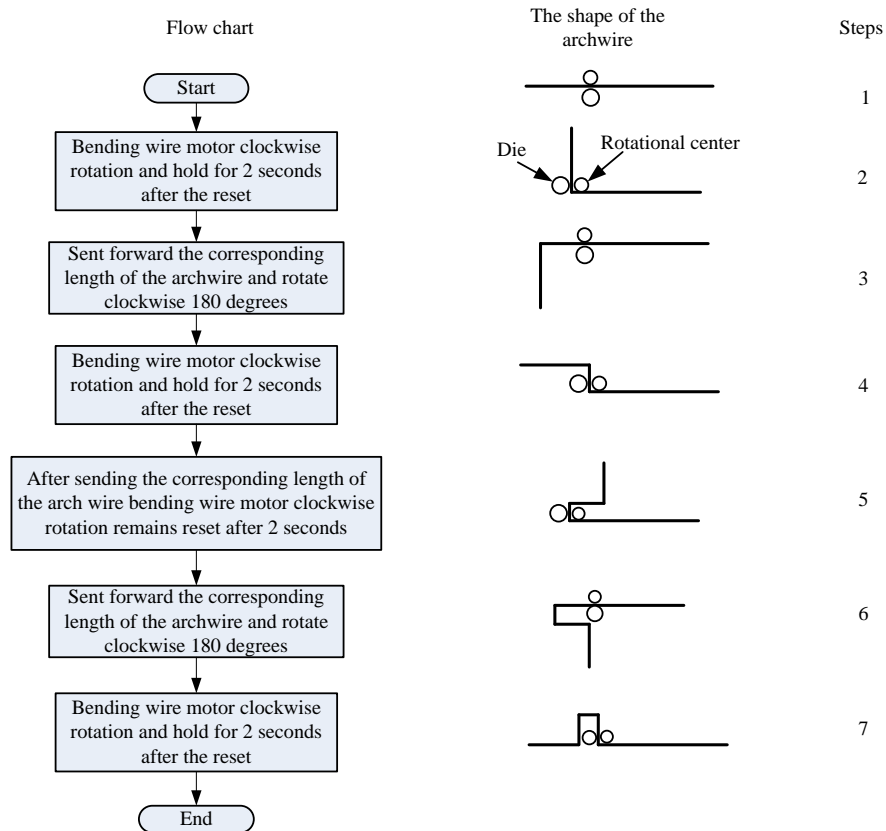 Flow chart
The shape of the
archwire
Steps
Start
1
Bending wire motor clockwise
rotation and hold for 2 seconds
after the reset
Die
Rotational center
2
Sent forward the corresponding
length of the archwire and rotate
clockwise 180 degrees
3
Bending wire motor clockwise
rotation and hold for 2 seconds
after the reset
4
After sending the corresponding length of
the arch wire bending wire motor clockwise
rotation remains reset after 2 seconds
5
Sent forward the corresponding
length of the archwire and rotate
clockwise 180 degrees
6
Bending wire motor clockwise
rotation and hold for 2 seconds
after the reset
7
End